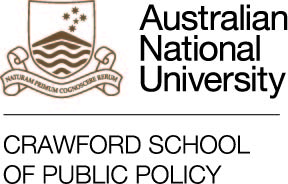 Australian
National
University
NATURAM PRIMUM COGNOSCERE RERUM
CRAWFORD SCHOOL
OF PUBLIC POLICY